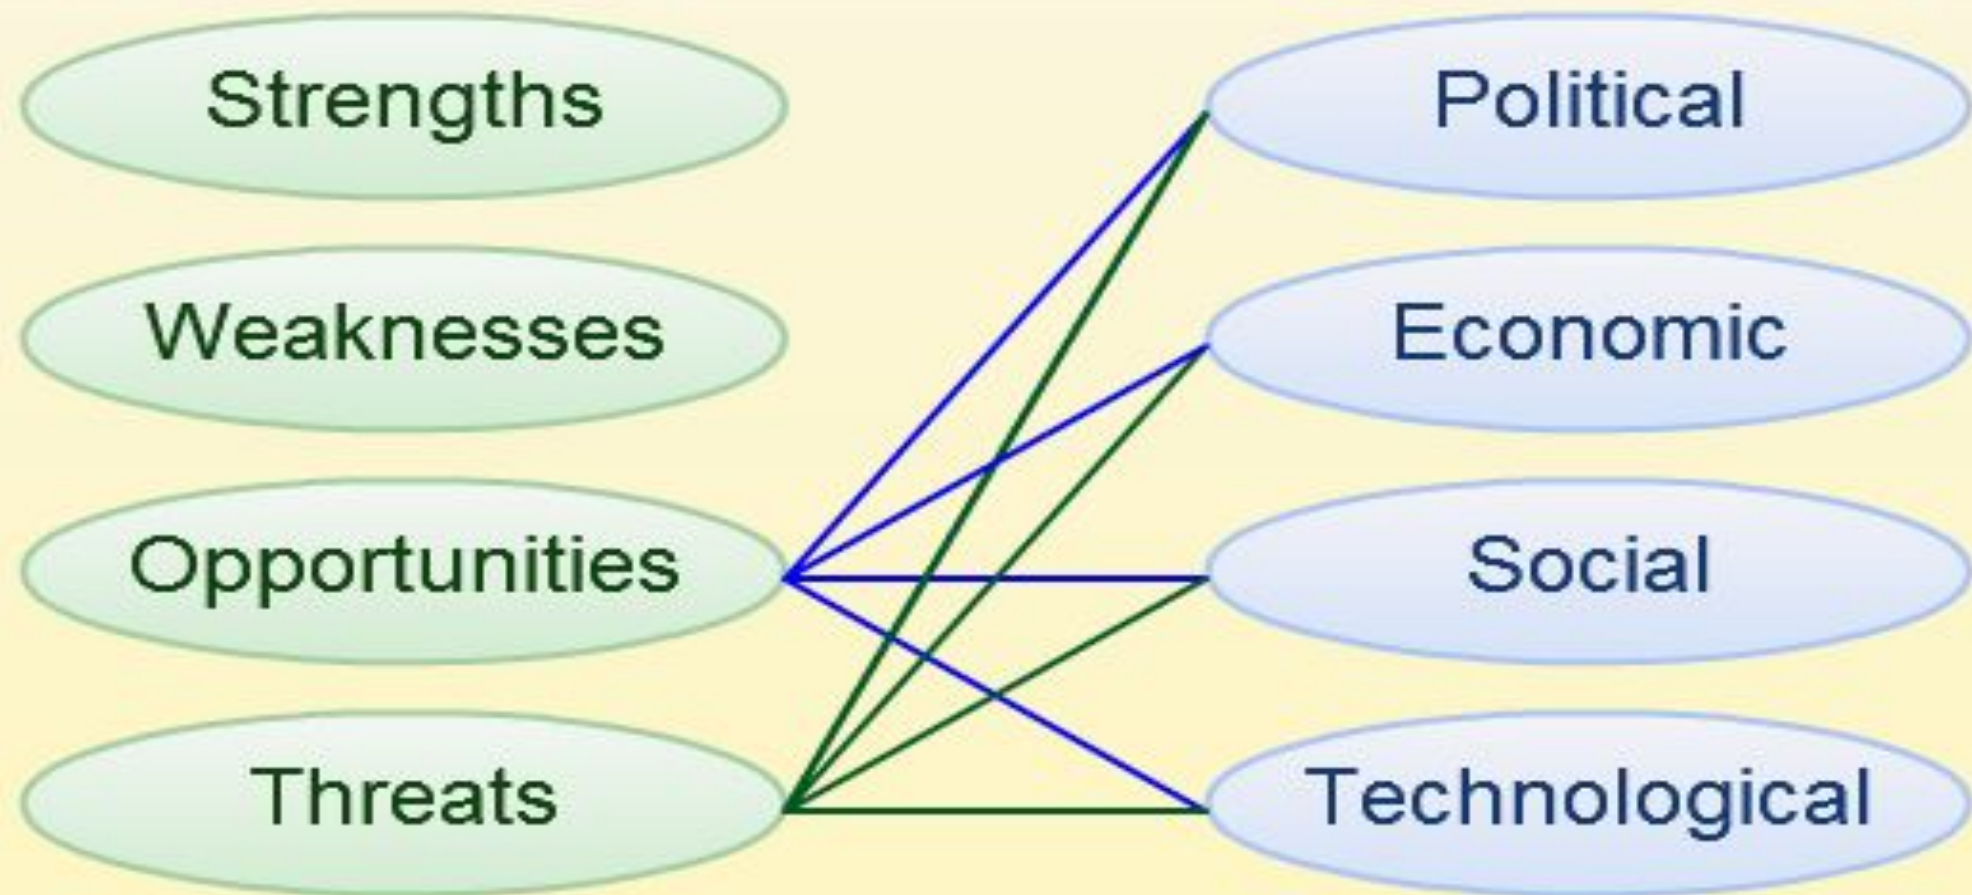 Strengths
Weaknesses
Opportunities
Threats
Political
Economic
Social
Technological